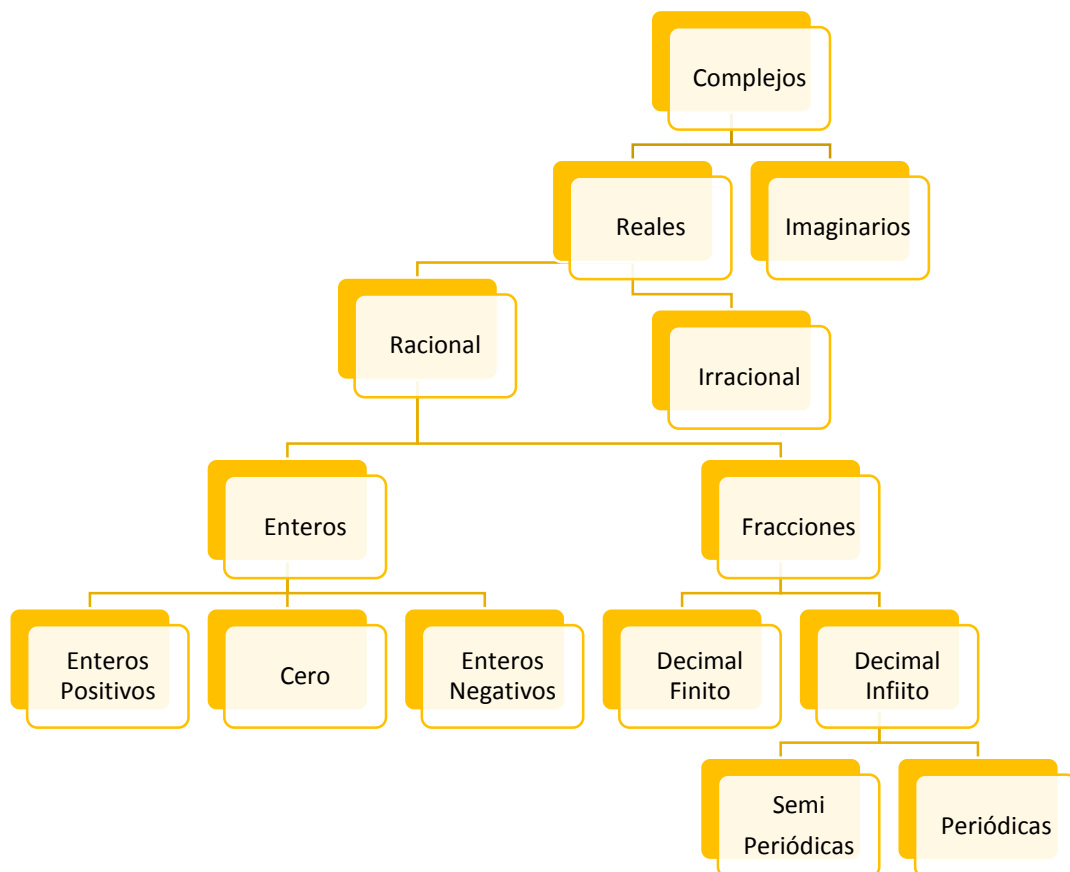 Complejos
Reales
Imaginarios
Racional
Irracional
Enteros
Fracciones
Enteros
Positivos
Cero
Enteros
Negativos
Decimal
Finito
Decimal
Infiito
Semi
Periódicas
Periódicas